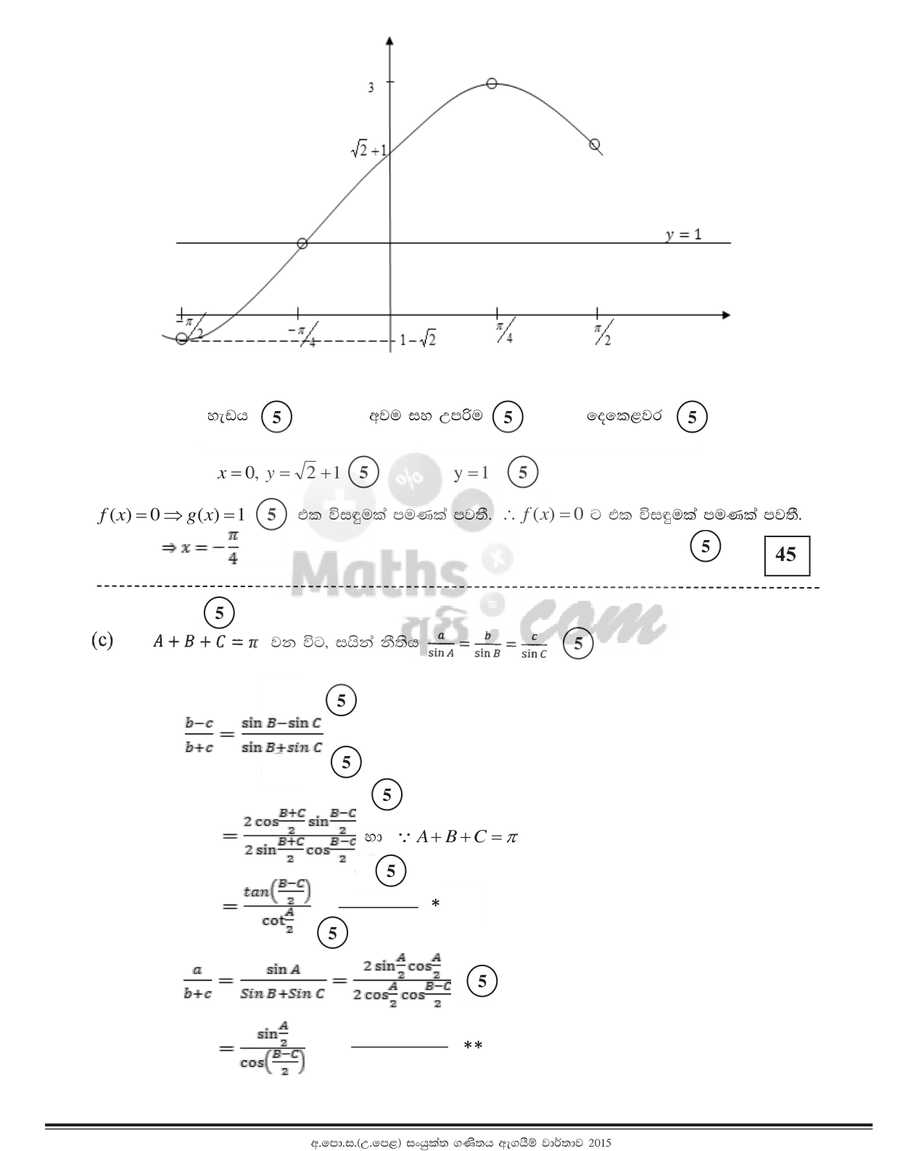 3
√2 +1
y = 1
−π/2 −π/4 π/4 π/2
1−√2
හැඩය 5 අවම සහ උපරිම 5 දෙකෙළවර 5
x = 0, y = √2 +1 5 y = 1 5
f(x) = 0 ⇒ g(x) = 1 5 එක විසඳුමක් පමණක් පවතී. ∴ f(x) = 0 ට එක විසඳුමක් පමණක් පවතී.
⇒ x = −π/4 5 45
Maths
අපි . com
5
(c) A + B + C = π වන විට, සයින් නීතිය a/sin A = b/sin B = c/sin C 5
5
(b−c)/(b+c) = (sin B−sin C)/(sin B+sin C)
5
5
= (2 cos (B+C)/2 sin (B−C)/2)/(2 sin (B+C)/2 cos (B−c)/2) හා ∵ A + B + C = π
5
= tan((B−C)/2)/cot A/2 *
5
a/(b+c) = sin A/(Sin B+Sin C) = (2 sin A/2 cos A/2)/(2 cos A/2 cos (B−C)/2) 5
= sin A/2 / cos((B−C)/2) **
අ.පො.ස.(උ.පෙළ) සංයුක්ත ගණිතය ඇගයීම් වාර්තාව 2015